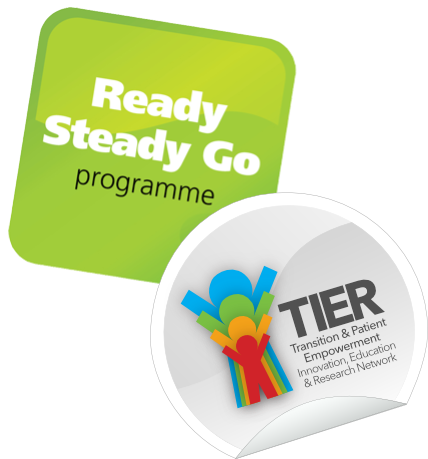 Ready
Steady Go
programme
TIER
Transition & Patient
Empowerment
Innovation, Education
& Research Network